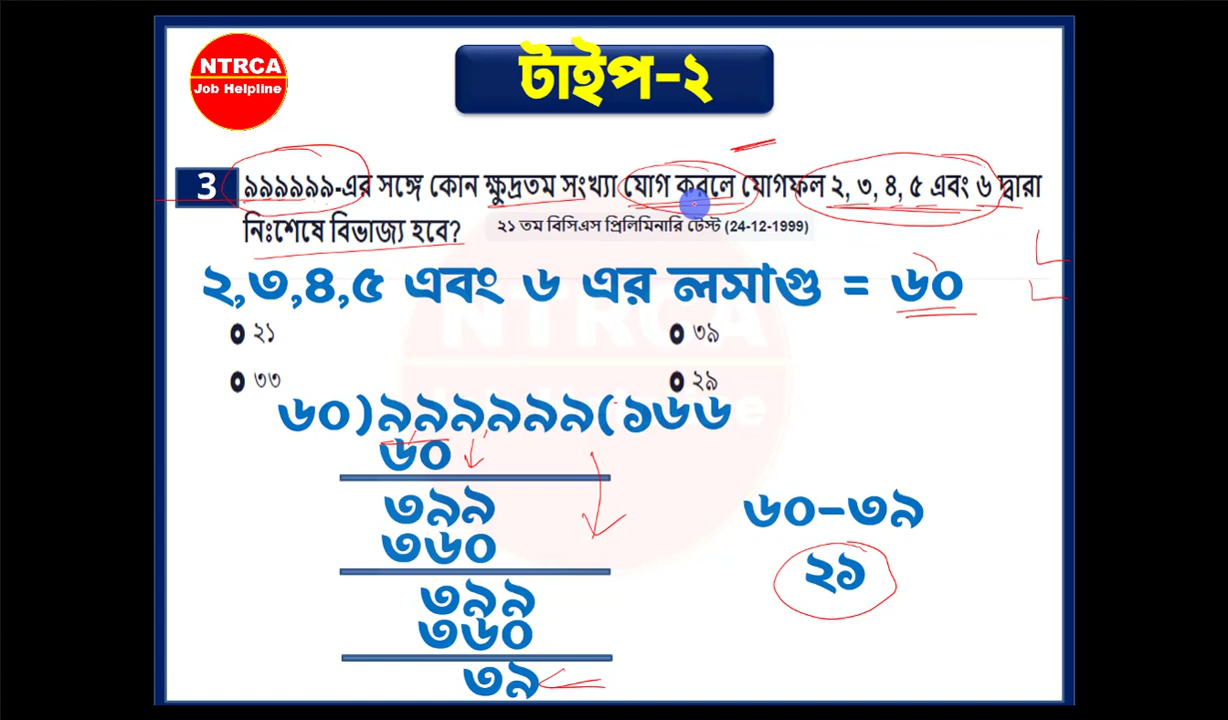 NTRCA
Job Helpline
টাইপ-২
3 ৯৯৯৯৯৯-এর সঙ্গে কোন ক্ষুদ্রতম সংখ্যা যোগ করলে যোগফল ২, ৩, ৪, ৫ এবং ৬ দ্বারা
নিঃশেষে বিভাজ্য হবে? ২১ তম বিসিএস প্রিলিমিনারি টেস্ট (24-12-1999)
২,৩,৪,৫ এবং ৬ এর লসাগু = ৬০
২১ ৩৯
৩৩ ২৯
৬০)৯৯৯৯৯৯(১৬৬
৬০
৩৯৯
৩৬০
৩৯৯
৩৬০
৩৯
৬০-৩৯
২১
NTRCA